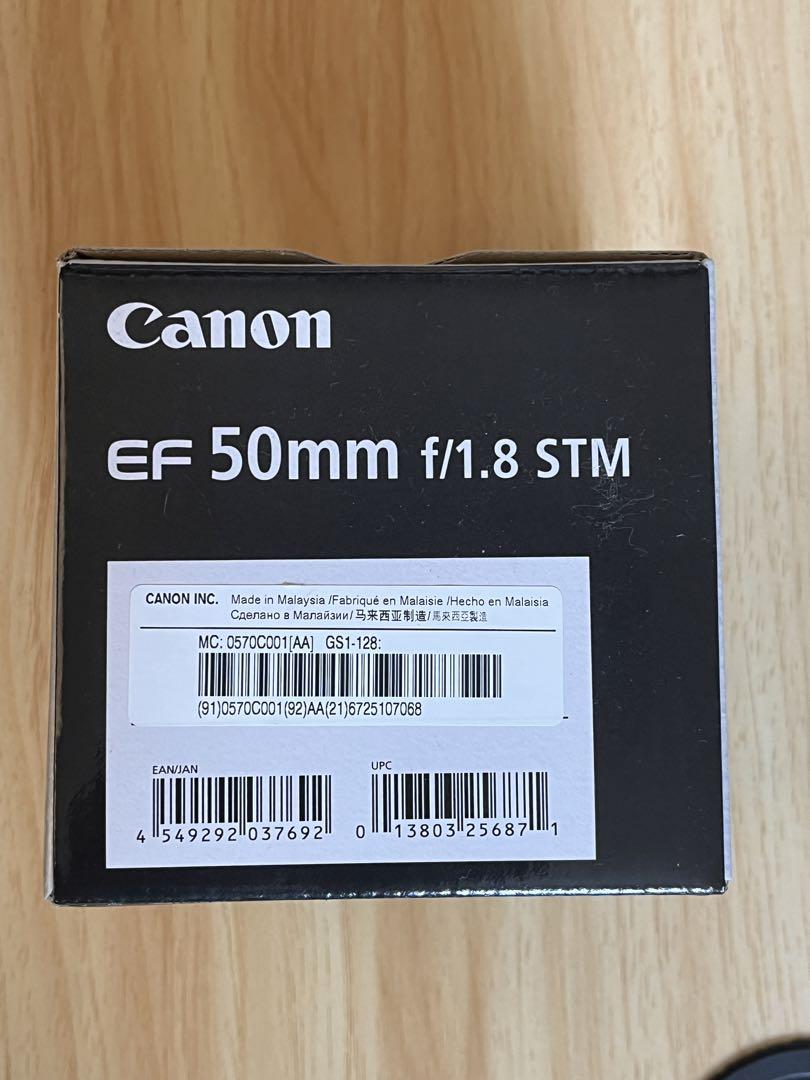 Canon
EF 50mm f/1.8 STM
CANON INC. Made in Malaysia /Fabriqué en Malaisie /Hecho en Malaisia
Сделано в Малайзии/马来西亚制造/馬來西亞製造
MC: 0570C001[AA] GS1-128:
(91)0570C001(92)AA(21)6725107068
EAN/JAN
4 549292 037692
UPC
0 13803 25687 1